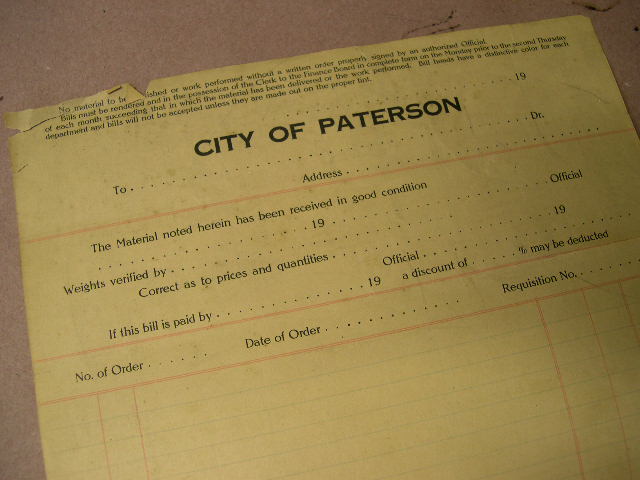 No material to be nished or work performed without a written order properly signed by an authorized Official.
Bills must be rendered and in the possession of the Clerk to the Finance Board in complete form on the Monday prior to the second Thursday
of each month, succeeding that in which the material has been delivered or the work performed. Bill heads have a distinctive color for each
department and bills will not be accepted unless they are made out on the proper tint.
19
CITY OF PATERSON
To Dr.
Address
The Material noted herein has been received in good condition
19 Official
Weights verified by
Correct as to prices and quantities 19
Official
If this bill is paid by 19 a discount of % may be deducted
No. of Order Date of Order Requisition No.